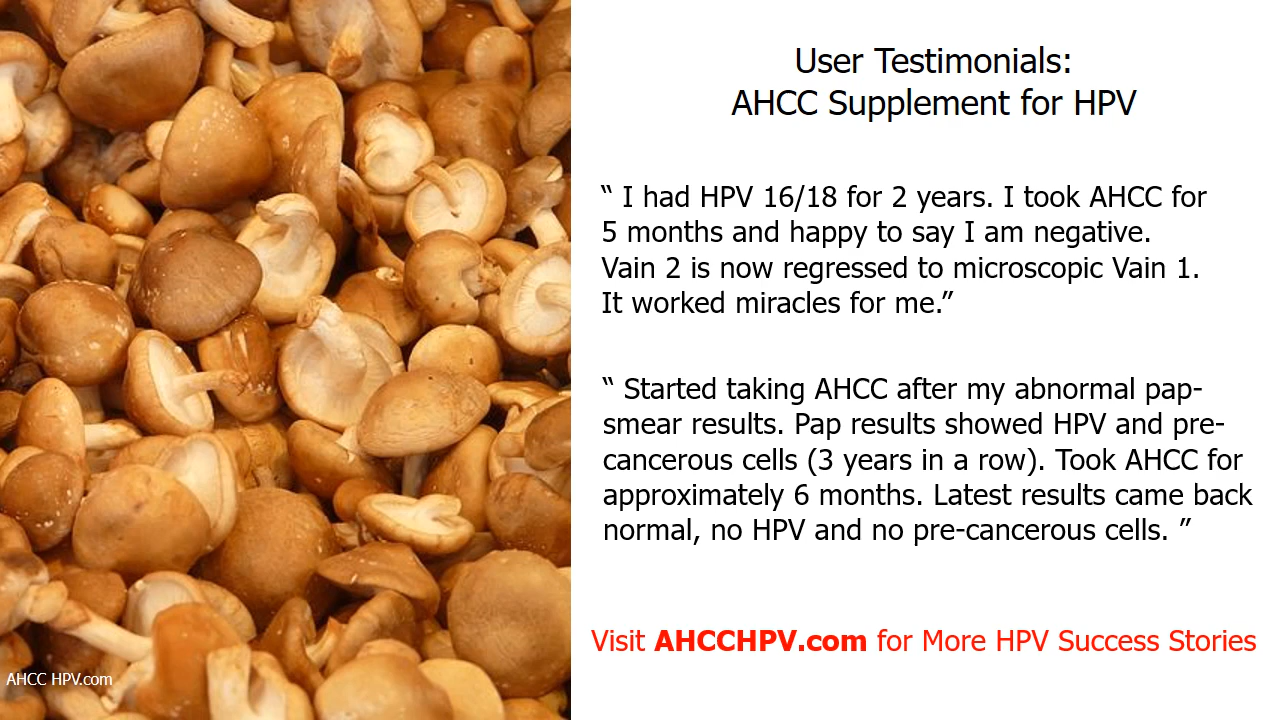 User Testimonials:
AHCC Supplement for HPV
“ I had HPV 16/18 for 2 years. I took AHCC for
5 months and happy to say I am negative.
Vain 2 is now regressed to microscopic Vain 1.
It worked miracles for me.”
“ Started taking AHCC after my abnormal pap-
smear results. Pap results showed HPV and pre-
cancerous cells (3 years in a row). Took AHCC for
approximately 6 months. Latest results came back
normal, no HPV and no pre-cancerous cells. ”
Visit AHCCHPV.com for More HPV Success Stories
AHCC HPV.com